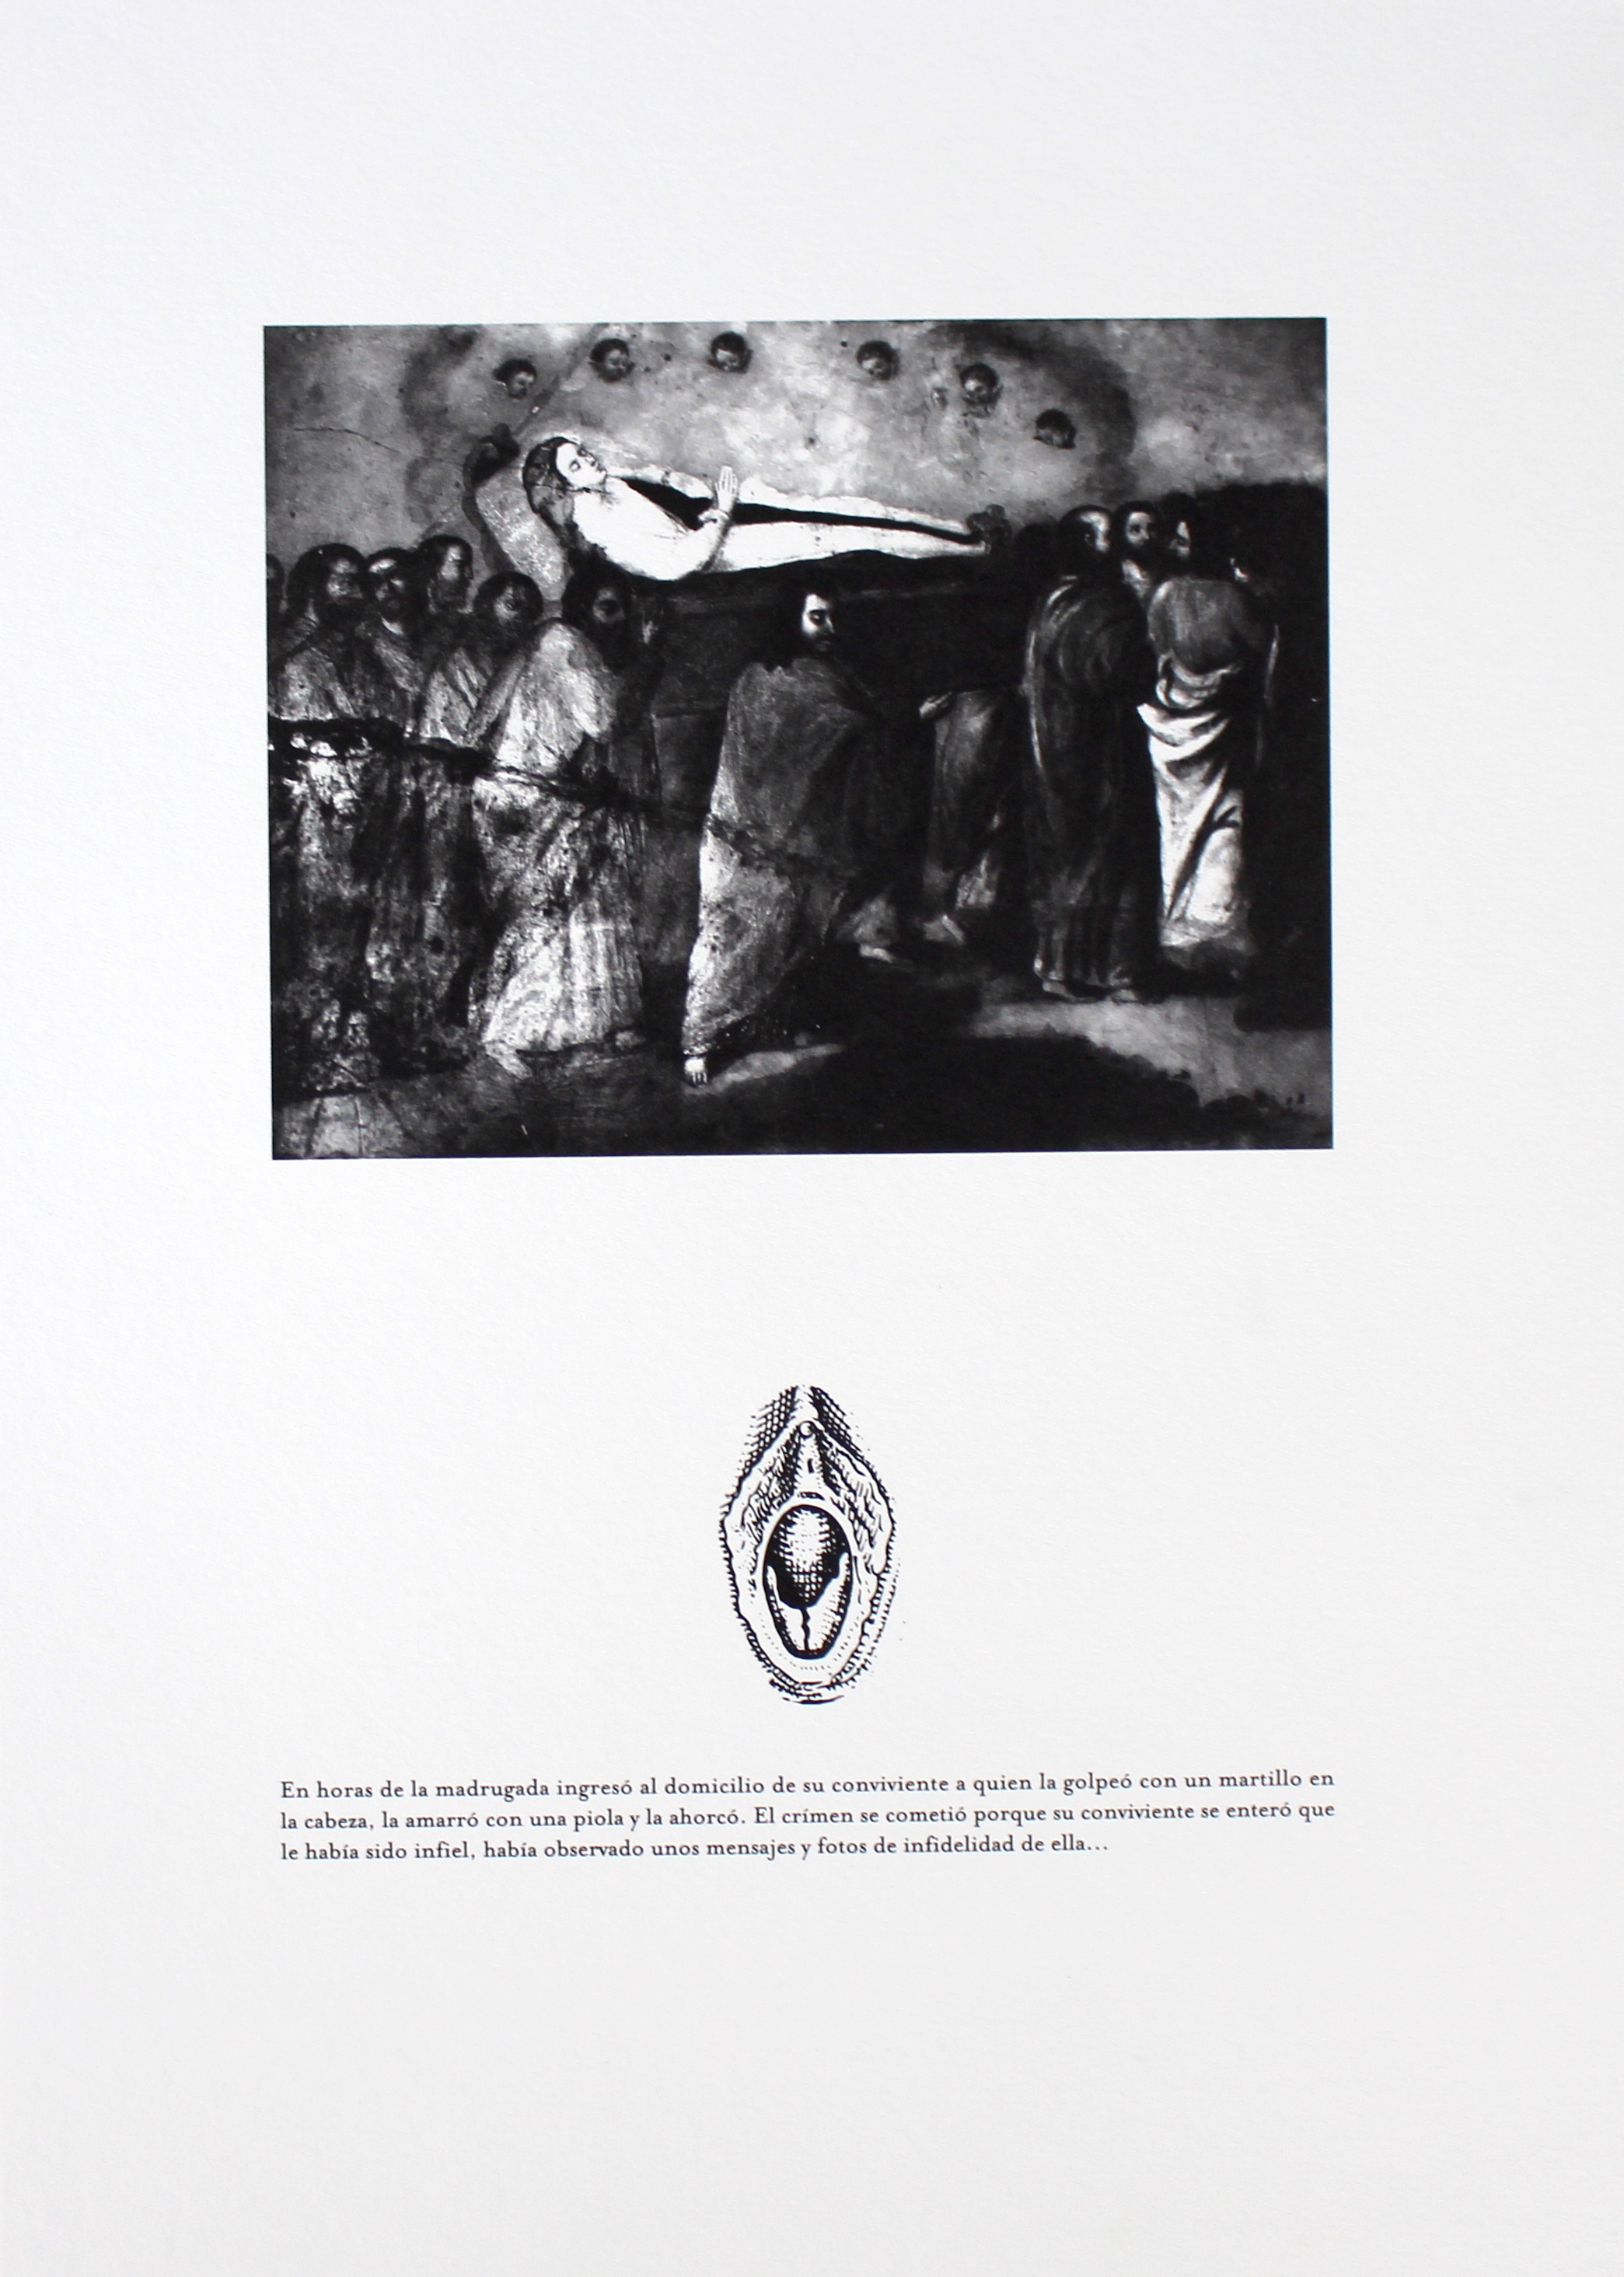 En horas de la madrugada ingresó al domicilio de su conviviente a quien la golpeó con un martillo en
la cabeza, la amarró con una piola y la ahorcó. El crímen se cometió porque su conviviente se enteró que
le había sido infiel, había observado unos mensajes y fotos de infidelidad de ella...